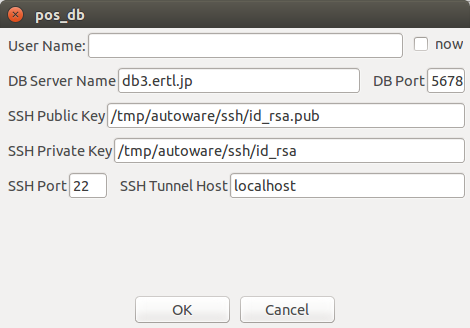 pos_db
User Name: now
DB Server Name db3.ertl.jp DB Port 5678
SSH Public Key /tmp/autoware/ssh/id_rsa.pub
SSH Private Key /tmp/autoware/ssh/id_rsa
SSH Port 22 SSH Tunnel Host localhost
OK Cancel